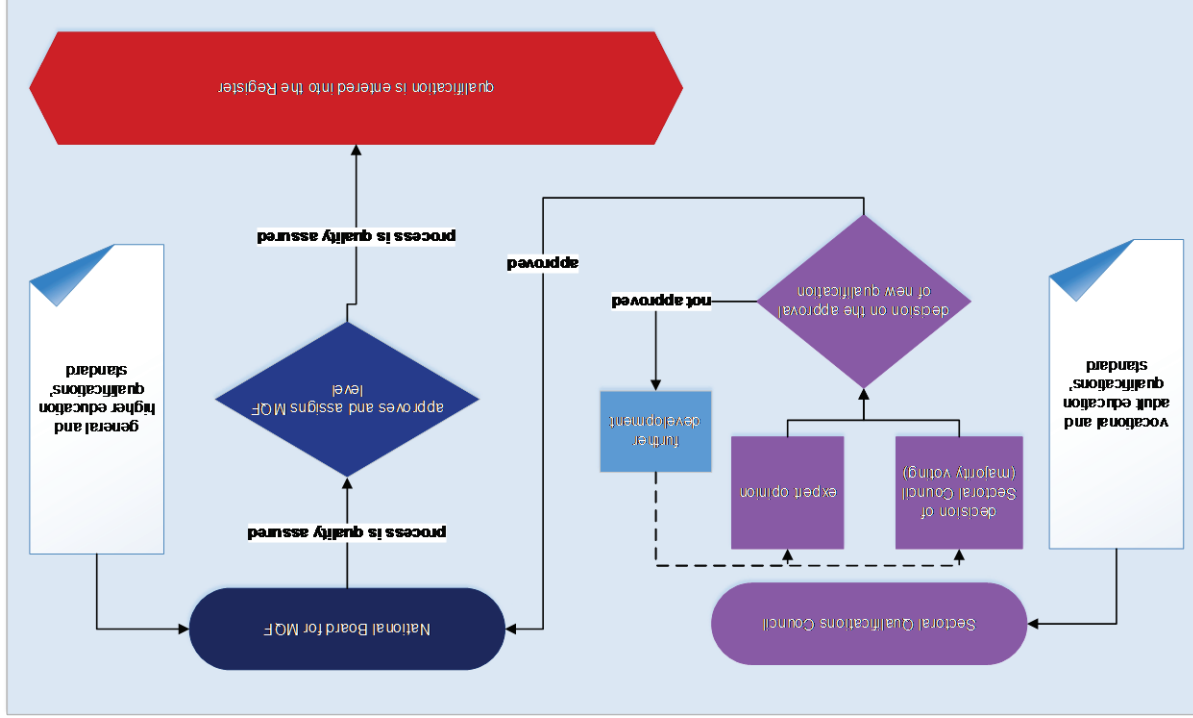 vocational and
adult education
qualifications’
standard
Sectoral Qualifications Council
decision of
Sectoral Council
(majority voting)
expert opinion
further
development
decision on the approval
of new qualification
not approved
approved
general and
higher education
qualifications’
standard
National Board for MQF
process is quality assured
approves and assigns MQF
level
process is quality assured
qualification is entered into the Register